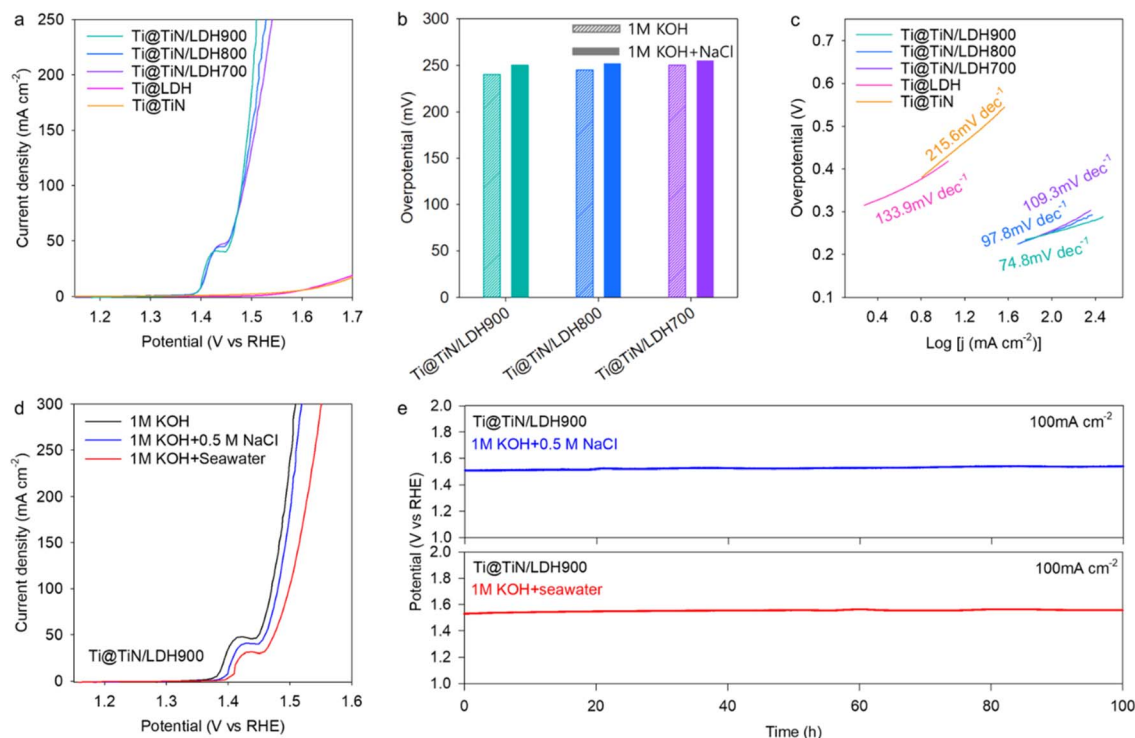 a
250
200
150
100
50
0
Current density (mA cm⁻²)
Ti@TiN/LDH900
Ti@TiN/LDH800
Ti@TiN/LDH700
Ti@LDH
Ti@TiN
1.2 1.3 1.4 1.5 1.6 1.7
Potential (V vs RHE)
b
300
250
200
150
100
50
0
Overpotential (mV)
1M KOH
1M KOH+NaCl
Ti@TiN/LDH900
Ti@TiN/LDH800
Ti@TiN/LDH700
c
0.7
0.6
0.5
0.4
0.3
0.2
0.1
Overpotential (V)
Ti@TiN/LDH900
Ti@TiN/LDH800
Ti@TiN/LDH700
Ti@LDH
Ti@TiN
215.6mV dec⁻¹
133.9mV dec⁻¹
109.3mV dec⁻¹
97.8mV dec⁻¹
74.8mV dec⁻¹
0.4 0.8 1.2 1.6 2.0 2.4
Log [j (mA cm⁻²)]
d
300
250
200
150
100
50
0
Current density (mA cm⁻²)
1M KOH
1M KOH+0.5 M NaCl
1M KOH+Seawater
Ti@TiN/LDH900
1.2 1.3 1.4 1.5 1.6
Potential (V vs RHE)
e
2.0
1.8
1.6
1.4
1.2
1.0
Ti@TiN/LDH900
1M KOH+0.5 M NaCl
100mA cm⁻²
Potential (V vs RHE)
2.0
1.8
1.6
1.4
1.2
1.0
Ti@TiN/LDH900
1M KOH+seawater
100mA cm⁻²
0 20 40 60 80 100
Time (h)